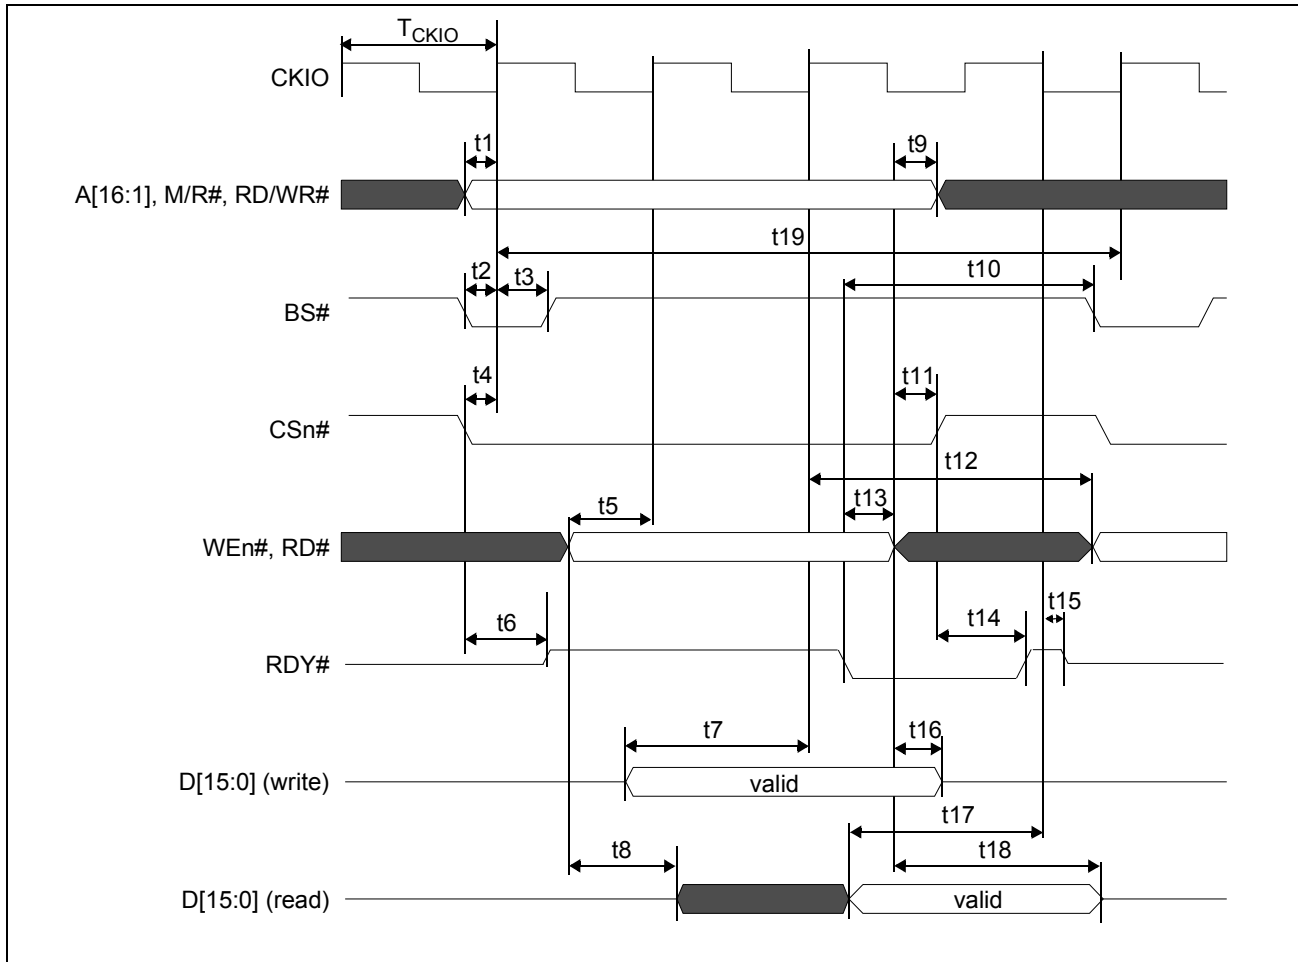 TCKIO
CKIO
t1 t9
A[16:1], M/R#, RD/WR#
t19
t2 t3 t10
BS#
t4 t11
CSn#
t12
t5 t13
WEn#, RD#
t6 t14 t15
RDY#
t7 t16
D[15:0] (write) valid
t17
t8 t18
D[15:0] (read) valid